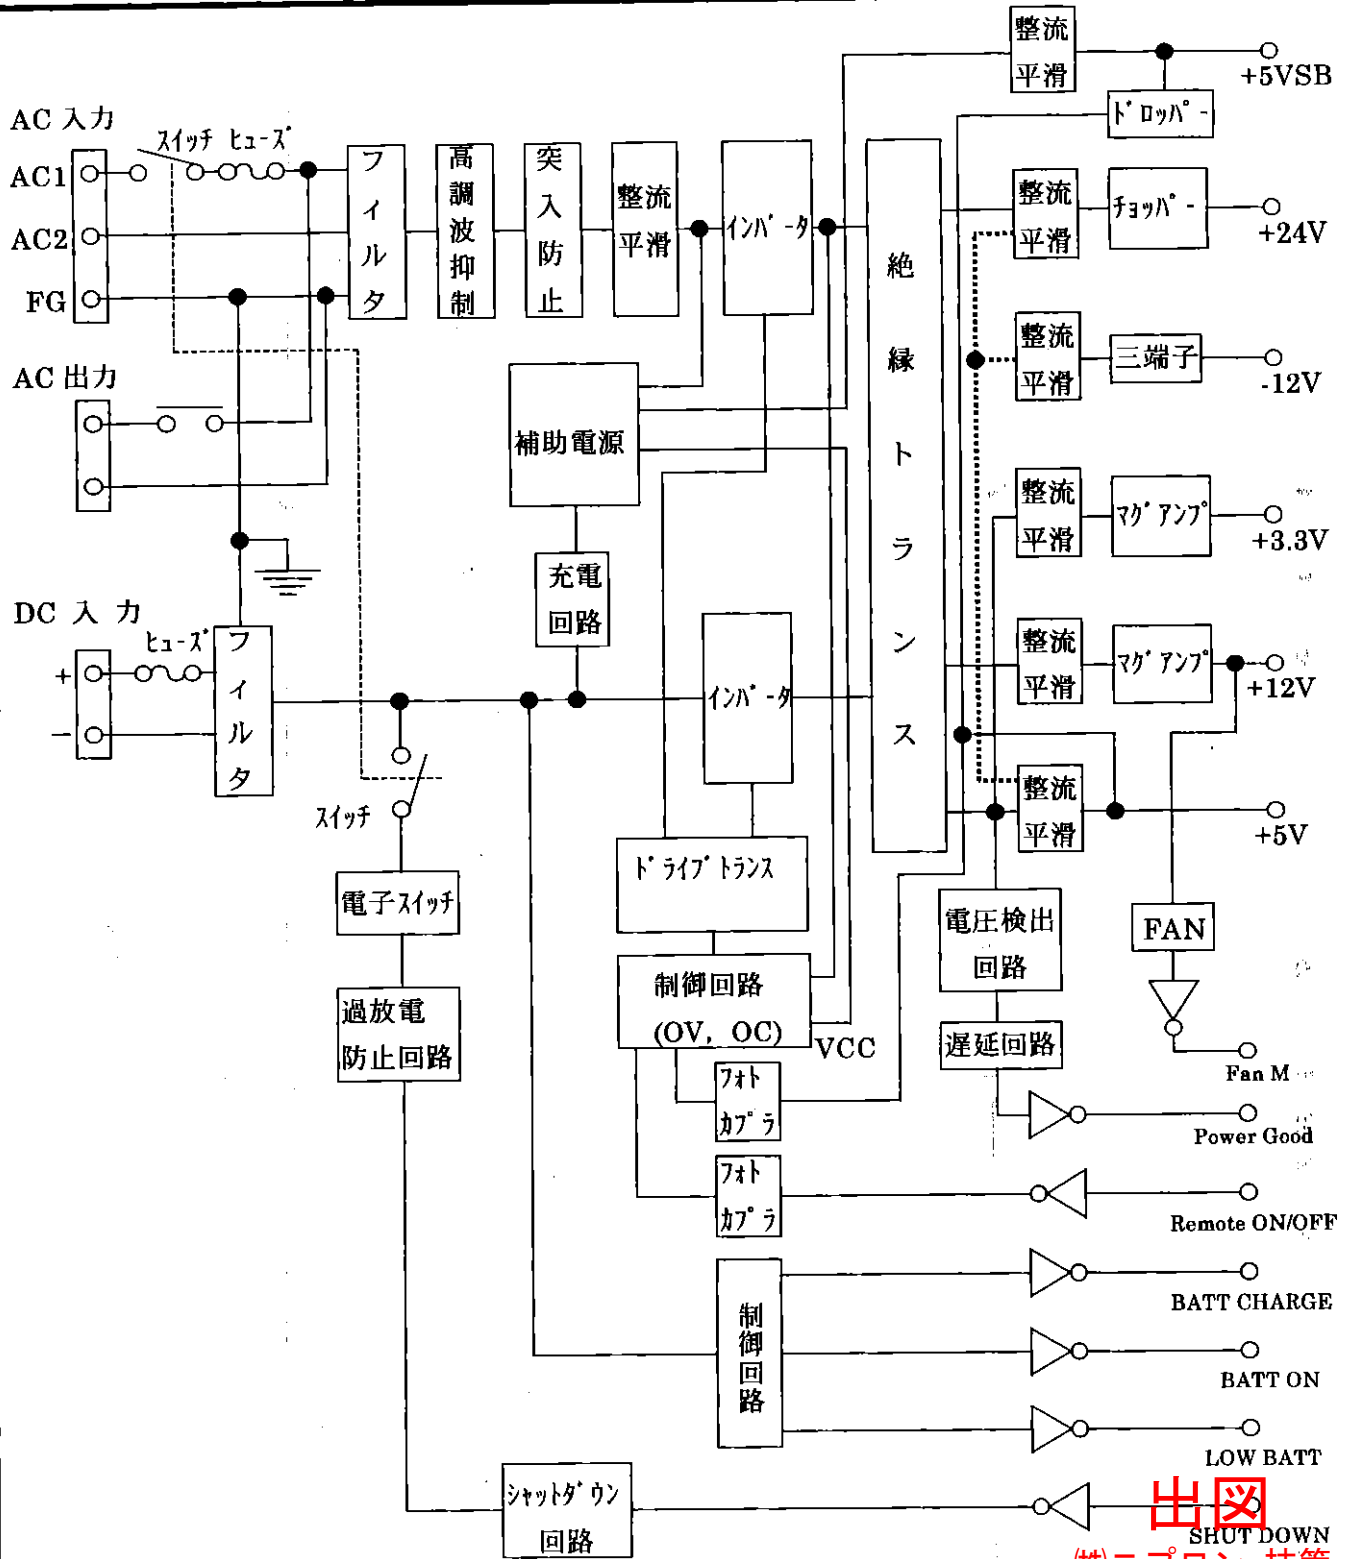 整流
平滑
+5VSB
ドロッパー
AC 入力
スイッチ ヒューズ
AC1
AC2
FG
フィルタ
高調波抑制
突入防止
整流
平滑
インバータ
絶縁トランス
整流
平滑
チョッパー
+24V
整流
平滑
三端子
-12V
AC 出力
補助電源
整流
平滑
マグアンプ
+3.3V
充電
回路
DC 入力
ヒューズ
+
−
フィルタ
インバータ
整流
平滑
マグアンプ
+12V
スイッチ
整流
平滑
+5V
ドライブトランス
電子スイッチ
電圧検出
回路
FAN
制御回路
(OV, OC)
VCC
過放電
防止回路
遅延回路
Fan M
フォト
カプラ
Power Good
フォト
カプラ
Remote ON/OFF
制御回路
BATT CHARGE
BATT ON
LOW BATT
シャットダウン
回路
出図
SHUT DOWN